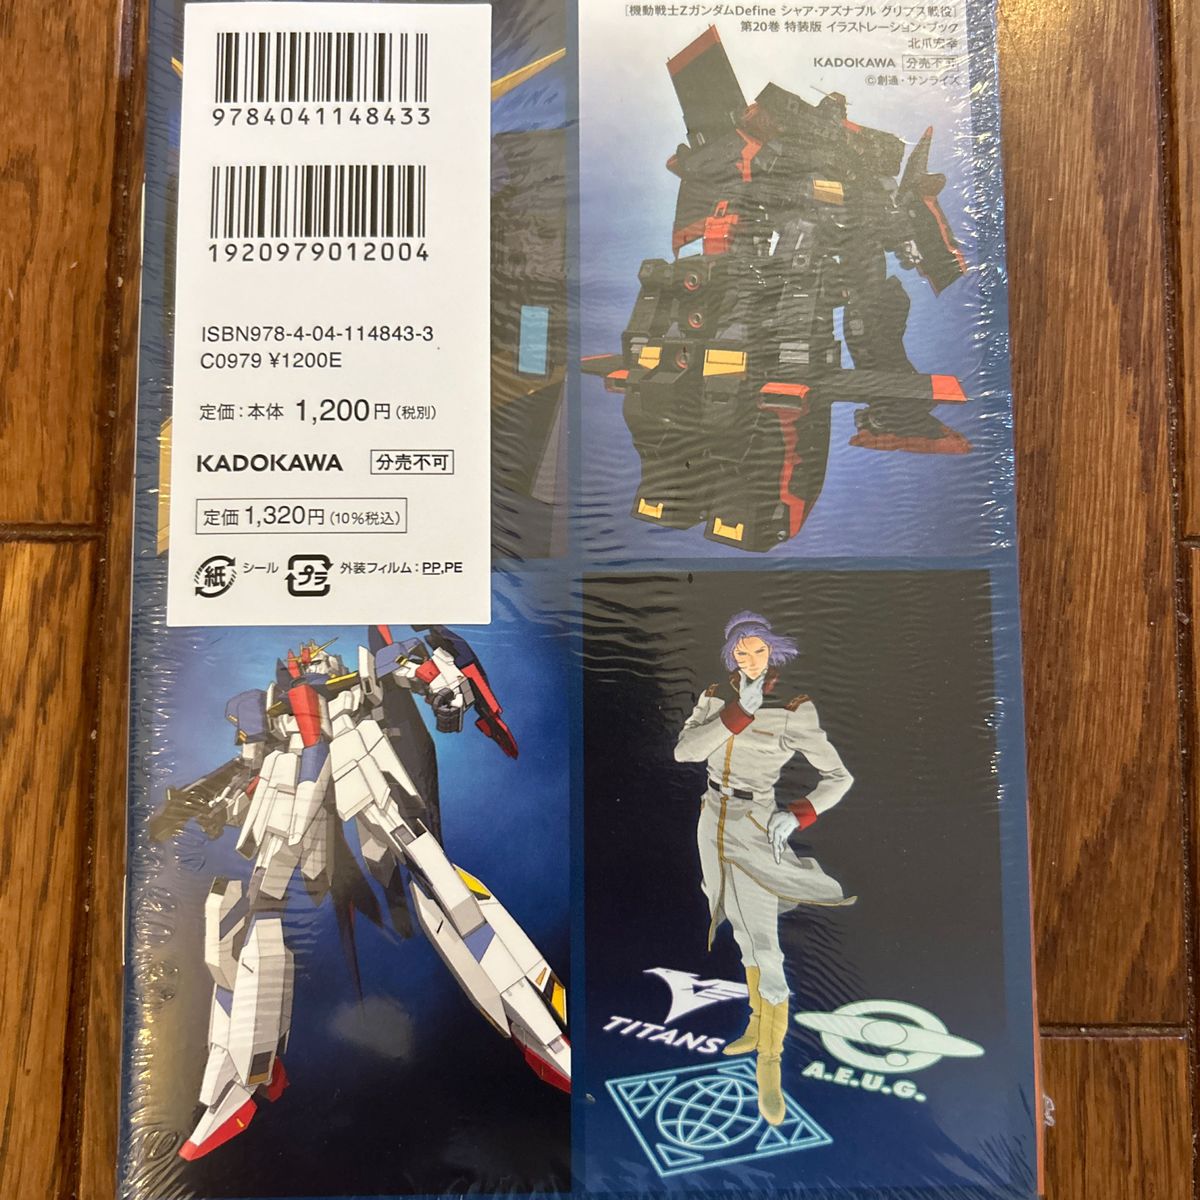 9784041148433
1920979012004
ISBN978-4-04-114843-3
C0979 ¥1200E
定価：本体 1,200円（税別）
KADOKAWA 分売不可
定価1,320円（10%税込）
紙 シール プラ 外装フィルム：PP,PE
[機動戦士ZガンダムDefine シャア・アズナブル グリプス戦役]
第20巻 特装版 イラストレーション・ブック
北爪宏幸
KADOKAWA 分売不可
©創通・サンライズ
TITANS
A.E.U.G.